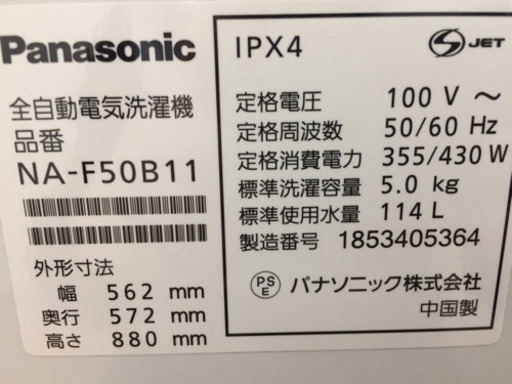 Panasonic
全自動電気洗濯機
品番
NA-F50B11
外形寸法
幅 562 mm
奥行 572 mm
高さ 880 mm
IPX4
S JET
定格電圧 100 V ～
定格周波数 50/60 Hz
定格消費電力 355/430 W
標準洗濯容量 5.0 kg
標準使用水量 114 L
製造番号 1853405364
PS E パナソニック株式会社
中国製